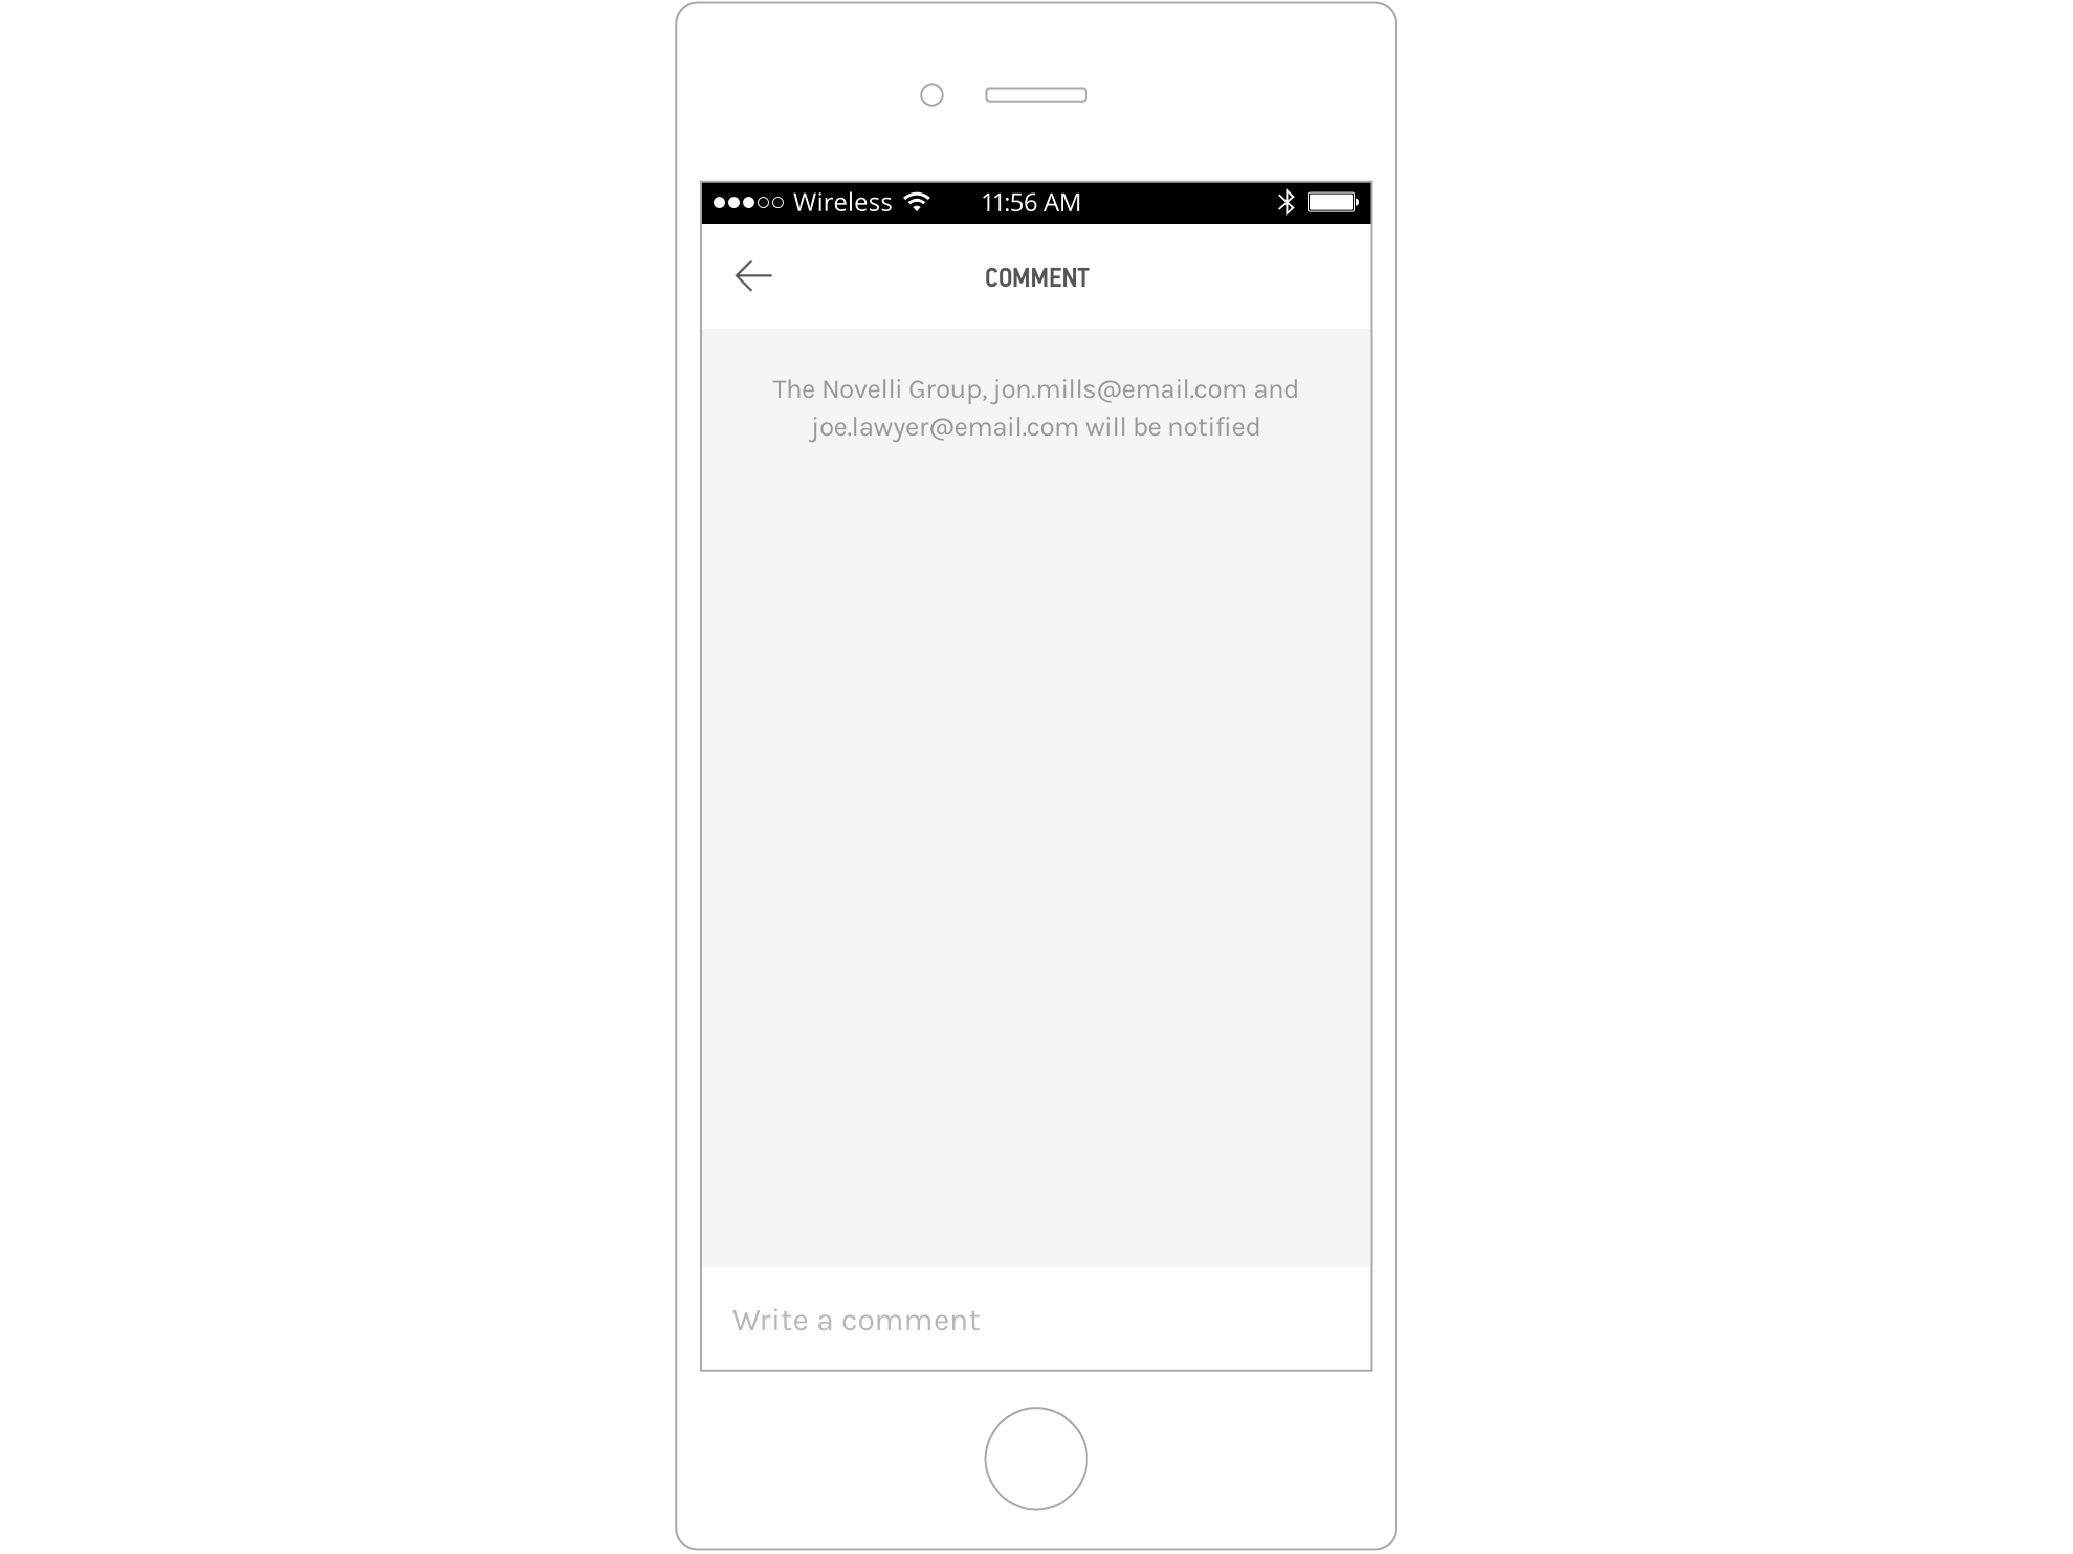 Wireless 11:56 AM
COMMENT
The Novelli Group, jon.mills@email.com and
joe.lawyer@email.com will be notified
Write a comment